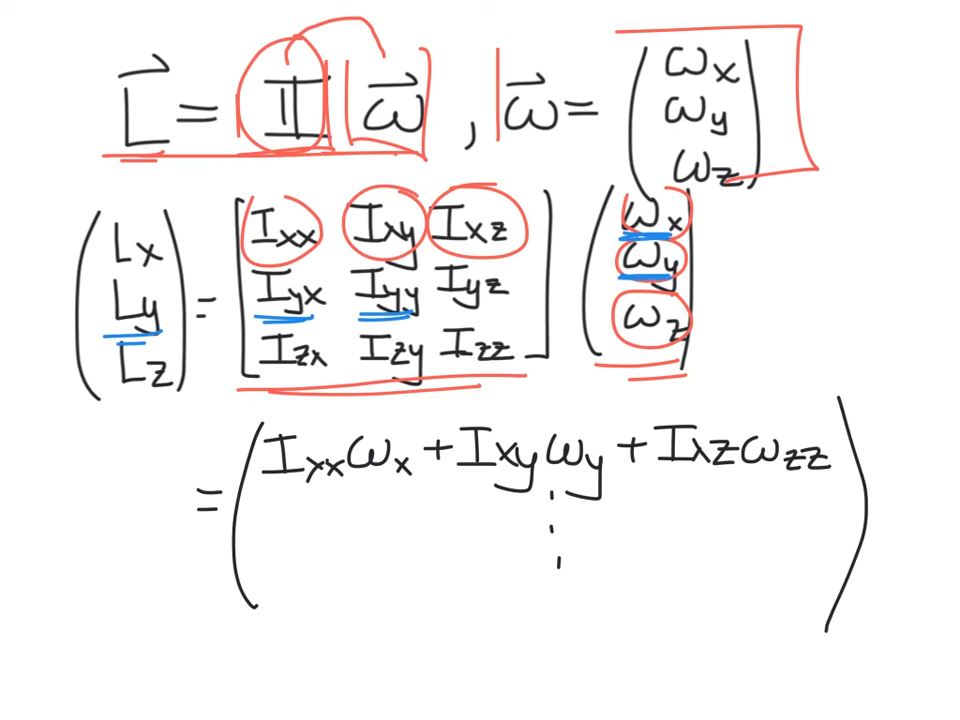 L⃗ = 𝕀 ω⃗ , ω⃗ = (ωx ωy ωz)
(Lx Ly Lz) = [Ixx Ixy Ixz
Iyx Iyy Iyz
Izx Izy Izz] (ωx ωy ωz)
= (Ixxωx + Ixyωy + Ixzωzz
⋮)